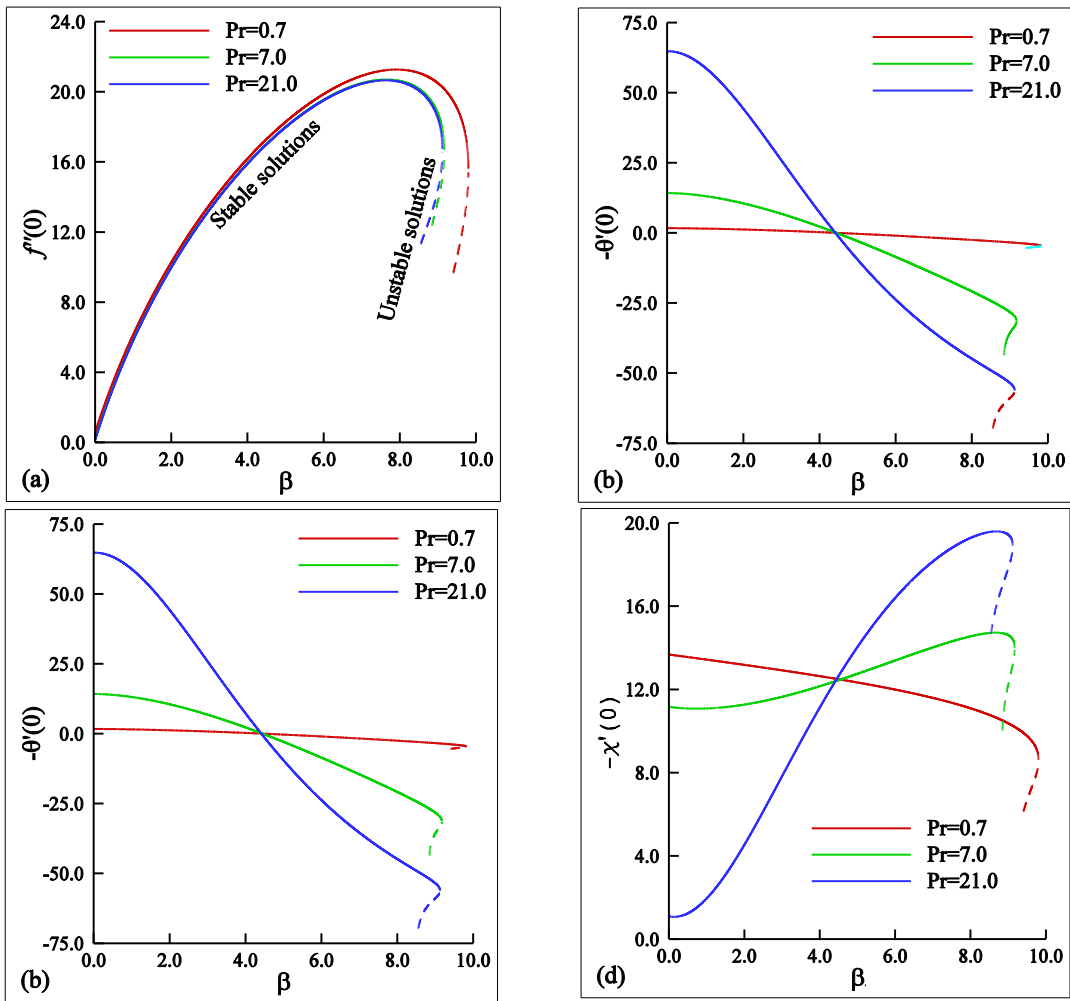 24.0
20.0
16.0
12.0
8.0
4.0
0.0
f''(0)
Pr=0.7
Pr=7.0
Pr=21.0
Stable solutions
Unstable solutions
0.0 2.0 4.0 6.0 8.0 10.0
(a) β
75.0
50.0
25.0
0.0
-25.0
-50.0
-75.0
-θ'(0)
Pr=0.7
Pr=7.0
Pr=21.0
0.0 2.0 4.0 6.0 8.0 10.0
(b) β
75.0
50.0
25.0
0.0
-25.0
-50.0
-75.0
-θ'(0)
Pr=0.7
Pr=7.0
Pr=21.0
0.0 2.0 4.0 6.0 8.0 10.0
(b) β
20.0
16.0
12.0
8.0
4.0
0.0
-χ'(0)
Pr=0.7
Pr=7.0
Pr=21.0
0.0 2.0 4.0 6.0 8.0 10.0
(d) β